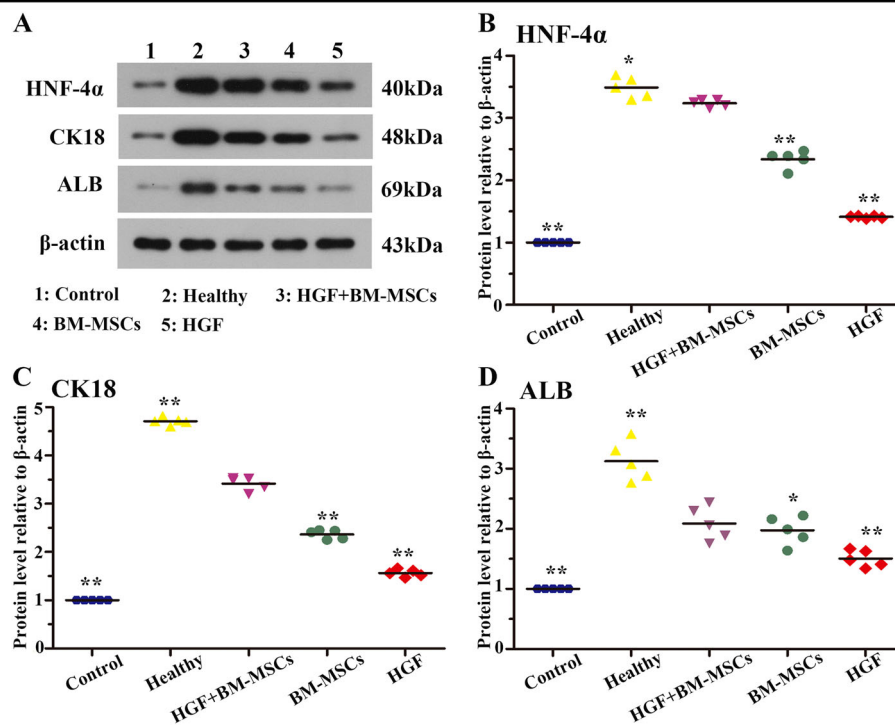 A
1 2 3 4 5
HNF-4α 40kDa
CK18 48kDa
ALB 69kDa
β-actin 43kDa
1: Control 2: Healthy 3: HGF+BM-MSCs
4: BM-MSCs 5: HGF
B HNF-4α
Protein level relative to β-actin
4
3
2
1
0
*
**
**
**
Control Healthy HGF+BM-MSCs BM-MSCs HGF
C CK18
Protein level relative to β-actin
5
4
3
2
1
0
**
**
**
**
Control Healthy HGF+BM-MSCs BM-MSCs HGF
D ALB
Protein level relative to β-actin
4
3
2
1
0
**
*
**
**
Control Healthy HGF+BM-MSCs BM-MSCs HGF